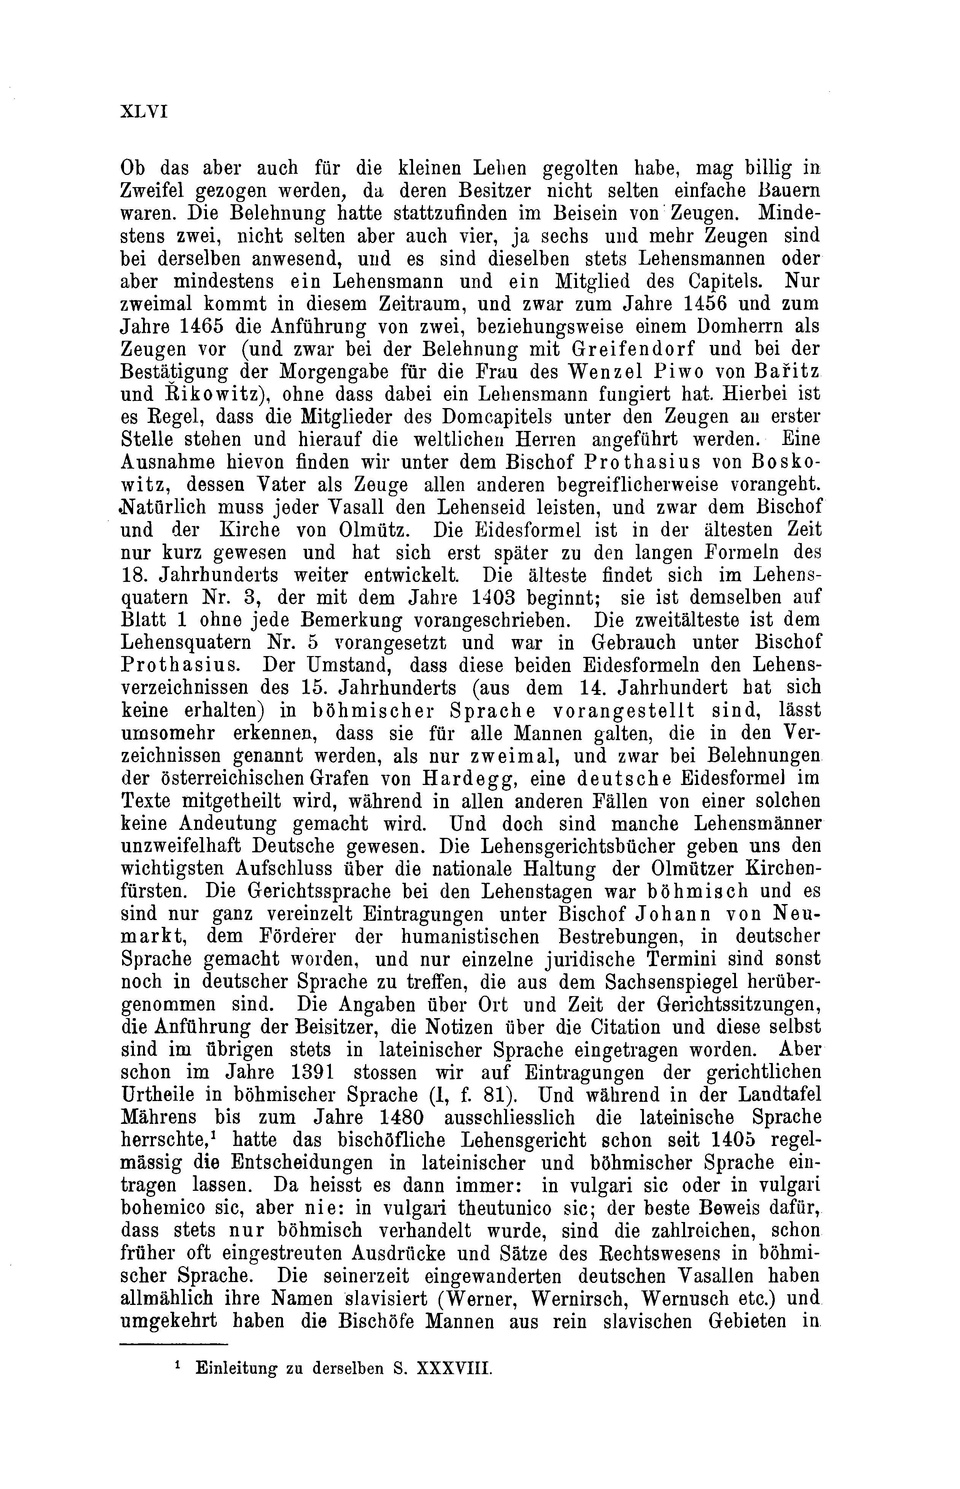 XLVI
Ob das aber auch für die kleinen Lehen gegolten habe, mag billig in
Zweifel gezogen werden, da deren Besitzer nicht selten einfache Bauern
waren. Die Belehnung hatte stattzufinden im Beisein von Zeugen. Minde-
stens zwei, nicht selten aber auch vier, ja sechs und mehr Zeugen sind
bei derselben anwesend, und es sind dieselben stets Lehensmannen oder
aber mindestens ein Lehensmann und ein Mitglied des Capitels. Nur
zweimal kommt in diesem Zeitraum, und zwar zum Jahre 1456 und zum
Jahre 1465 die Anführung von zwei, beziehungsweise einem Domherrn als
Zeugen vor (und zwar bei der Belehnung mit Greifendorf und bei der
Bestätigung der Morgengabe für die Frau des Wenzel Piwo von Bařitz
und Řikowitz), ohne dass dabei ein Lehensmann fungiert hat. Hierbei ist
es Regel, dass die Mitglieder des Domcapitels unter den Zeugen an erster
Stelle stehen und hierauf die weltlichen Herren angeführt werden. Eine
Ausnahme hievon finden wir unter dem Bischof Prothasius von Bosko-
witz, dessen Vater als Zeuge allen anderen begreiflicherweise vorangeht.
Natürlich muss jeder Vasall den Lehenseid leisten, und zwar dem Bischof
und der Kirche von Olmütz. Die Eidesformel ist in der ältesten Zeit
nur kurz gewesen und hat sich erst später zu den langen Formeln des
18. Jahrhunderts weiter entwickelt. Die älteste findet sich im Lehens-
quatern Nr. 3, der mit dem Jahre 1403 beginnt; sie ist demselben auf
Blatt 1 ohne jede Bemerkung vorangeschrieben. Die zweitälteste ist dem
Lehensquatern Nr. 5 vorangesetzt und war in Gebrauch unter Bischof
Prothasius. Der Umstand, dass diese beiden Eidesformeln den Lehens-
verzeichnissen des 15. Jahrhunderts (aus dem 14. Jahrhundert hat sich
keine erhalten) in böhmischer Sprache vorangestellt sind, lässt
umsomehr erkennen, dass sie für alle Mannen galten, die in den Ver-
zeichnissen genannt werden, als nur zweimal, und zwar bei Belehnungen
der österreichischen Grafen von Hardegg, eine deutsche Eidesformel im
Texte mitgetheilt wird, während in allen anderen Fällen von einer solchen
keine Andeutung gemacht wird. Und doch sind manche Lehensmänner
unzweifelhaft Deutsche gewesen. Die Lehensgerichtsbücher geben uns den
wichtigsten Aufschluss über die nationale Haltung der Olmützer Kirchen-
fürsten. Die Gerichtssprache bei den Lehenstagen war böhmisch und es
sind nur ganz vereinzelt Eintragungen unter Bischof Johann von Neu-
markt, dem Förderer der humanistischen Bestrebungen, in deutscher
Sprache gemacht worden, und nur einzelne juridische Termini sind sonst
noch in deutscher Sprache zu treffen, die aus dem Sachsenspiegel herüber-
genommen sind. Die Angaben über Ort und Zeit der Gerichtssitzungen,
die Anführung der Beisitzer, die Notizen über die Citation und diese selbst
sind im übrigen stets in lateinischer Sprache eingetragen worden. Aber
schon im Jahre 1391 stossen wir auf Eintragungen der gerichtlichen
Urtheile in böhmischer Sprache (1, f. 81). Und während in der Landtafel
Mährens bis zum Jahre 1480 ausschliesslich die lateinische Sprache
herrschte,¹ hatte das bischöfliche Lehensgericht schon seit 1405 regel-
mässig die Entscheidungen in lateinischer und böhmischer Sprache ein-
tragen lassen. Da heisst es dann immer: in vulgari sic oder in vulgari
bohemico sic, aber nie: in vulgari theutunico sic; der beste Beweis dafür,
dass stets nur böhmisch verhandelt wurde, sind die zahlreichen, schon
früher oft eingestreuten Ausdrücke und Sätze des Rechtswesens in böhmi-
scher Sprache. Die seinerzeit eingewanderten deutschen Vasallen haben
allmählich ihre Namen slavisiert (Werner, Wernirsch, Wernusch etc.) und
umgekehrt haben die Bischöfe Mannen aus rein slavischen Gebieten in
¹ Einleitung zu derselben S. XXXVIII.